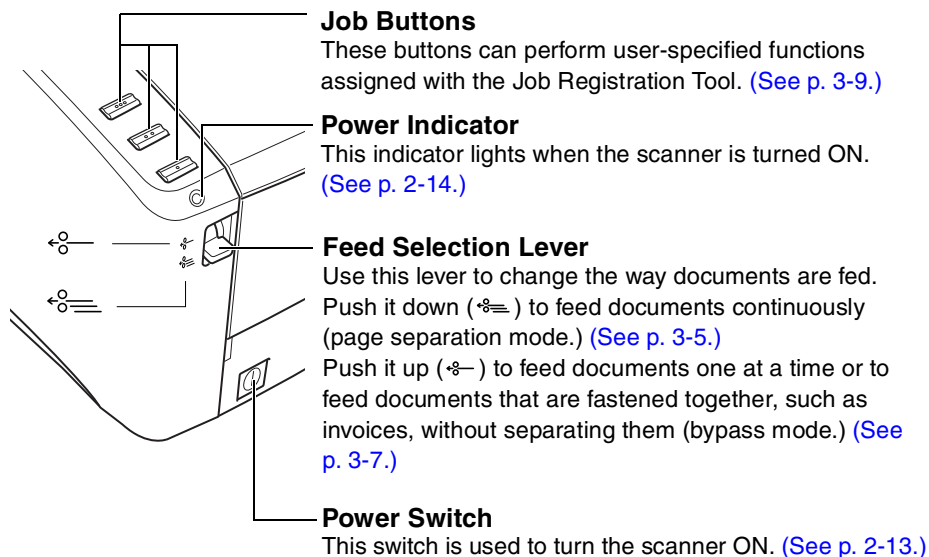 Job Buttons
These buttons can perform user-specified functions
assigned with the Job Registration Tool. (See p. 3-9.)
Power Indicator
This indicator lights when the scanner is turned ON.
(See p. 2-14.)
Feed Selection Lever
Use this lever to change the way documents are fed.
Push it down ( ) to feed documents continuously
(page separation mode.) (See p. 3-5.)
Push it up ( ) to feed documents one at a time or to
feed documents that are fastened together, such as
invoices, without separating them (bypass mode.) (See
p. 3-7.)
Power Switch
This switch is used to turn the scanner ON. (See p. 2-13.)